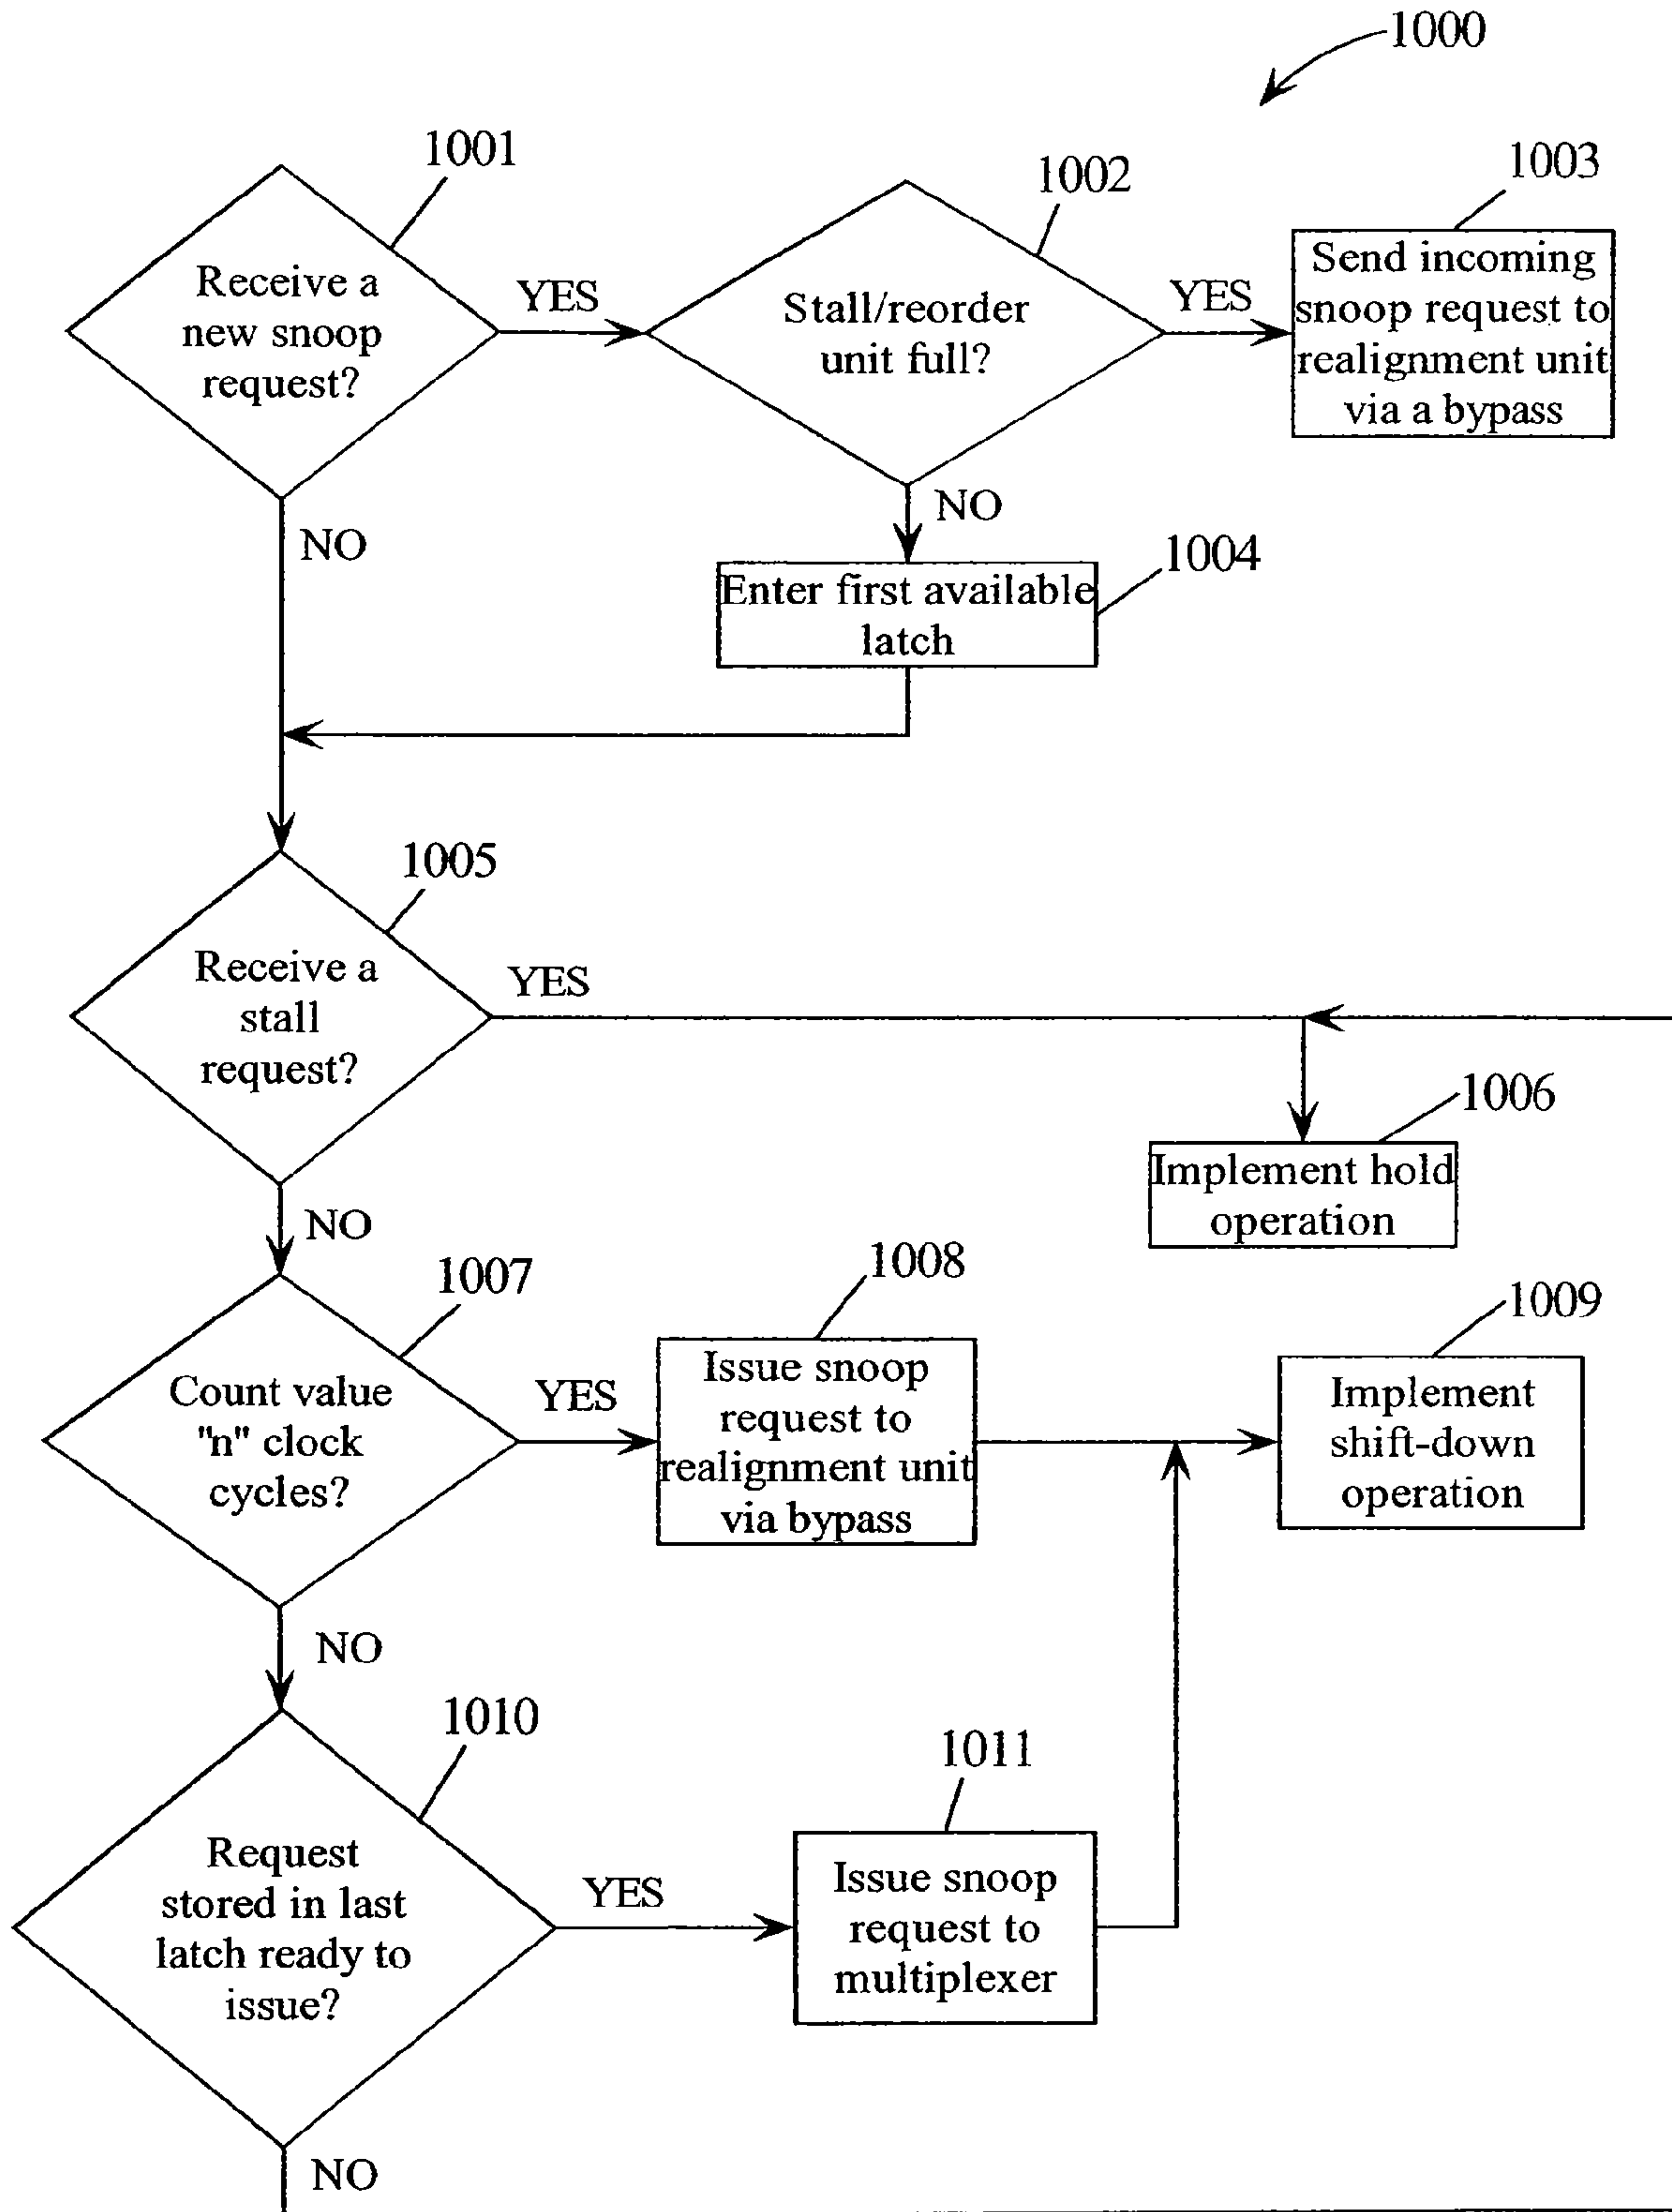 1000
1001
1002
1003
Receive a
new snoop
request?
YES
Stall/reorder
unit full?
YES
Send incoming
snoop request to
realignment unit
via a bypass
NO
NO
1004
Enter first available
latch
1005
Receive a
stall
request?
YES
1006
Implement hold
operation
NO
1007
1008
1009
Count value
"n" clock
cycles?
YES
Issue snoop
request to
realignment unit
via bypass
Implement
shift-down
operation
NO
1010
1011
Request
stored in last
latch ready to
issue?
YES
Issue snoop
request to
multiplexer
NO